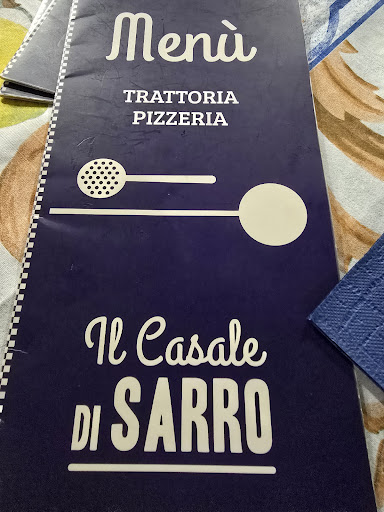 Menù
TRATTORIA
PIZZERIA
Il Casale
DI SARRO